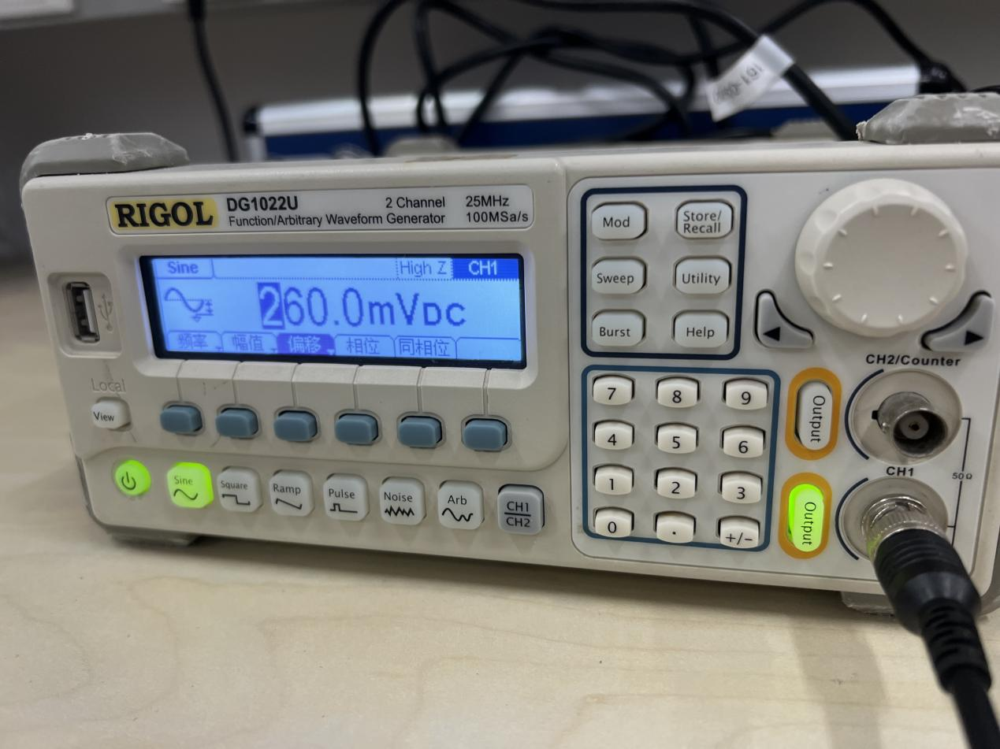 RIGOL
DG1022U
2 Channel
25MHz
Function/Arbitrary Waveform Generator
100MSa/s
Sine
High Z
CH1
260.0mVDC
频率
幅值
偏移
相位
同相位
Local
View
Sine
Square
Ramp
Pulse
Noise
Arb
CH1
CH2
Mod
Store/
Recall
Sweep
Utility
Burst
Help
7
8
9
4
5
6
1
2
3
0
.
+/-
CH2/Counter
Output
CH1
50Ω
Output